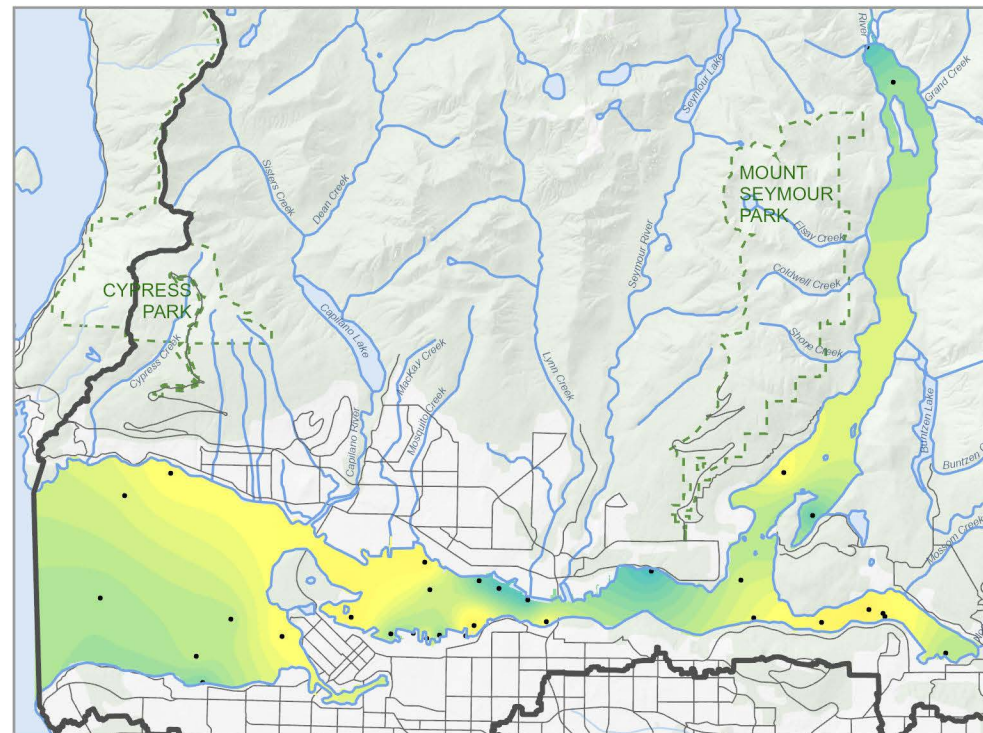 River
Grand Creek
Seymour Lake
Sisters Creek
Dean Creek
MOUNT
SEYMOUR
PARK
Elsay Creek
Seymour River
Coldwell Creek
CYPRESS
PARK
Capilano Lake
Shone Creek
Cypress Creek
MacKay Creek
Lynn Creek
Mosquito Creek
Buntzen Lake
Capilano River
Buntzen
Mossom Creek